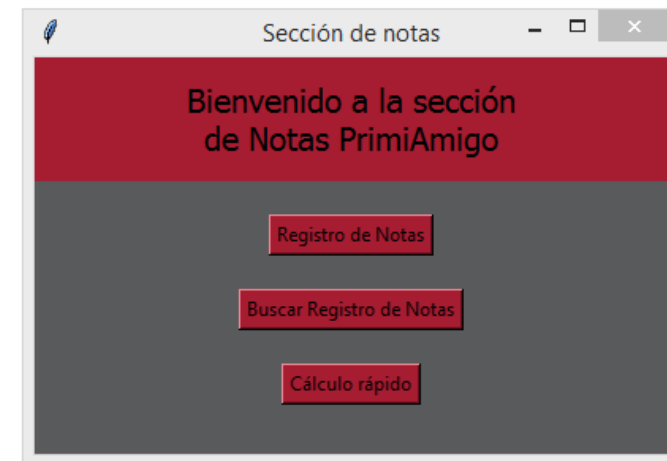 Sección de notas
Bienvenido a la sección
de Notas PrimiAmigo
Registro de Notas
Buscar Registro de Notas
Cálculo rápido